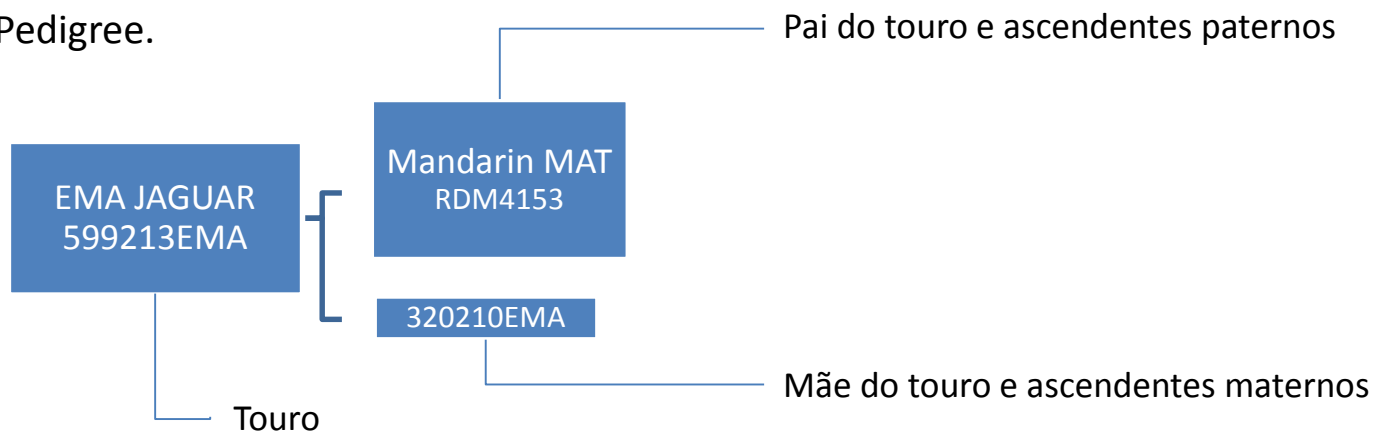 Pedigree.
Pai do touro e ascendentes paternos
Mandarin MAT
RDM4153
EMA JAGUAR
599213EMA
320210EMA
Mãe do touro e ascendentes maternos
Touro